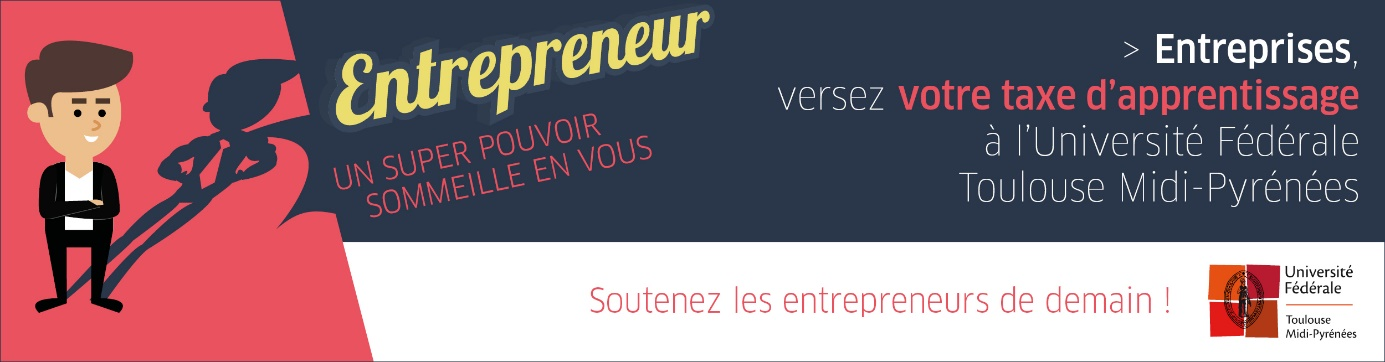 Entrepreneur
UN SUPER POUVOIR
SOMMEILLE EN VOUS
> Entreprises,
versez votre taxe d'apprentissage
à l'Université Fédérale
Toulouse Midi-Pyrénées
Soutenez les entrepreneurs de demain !
Université
Fédérale
Toulouse
Midi-Pyrénées